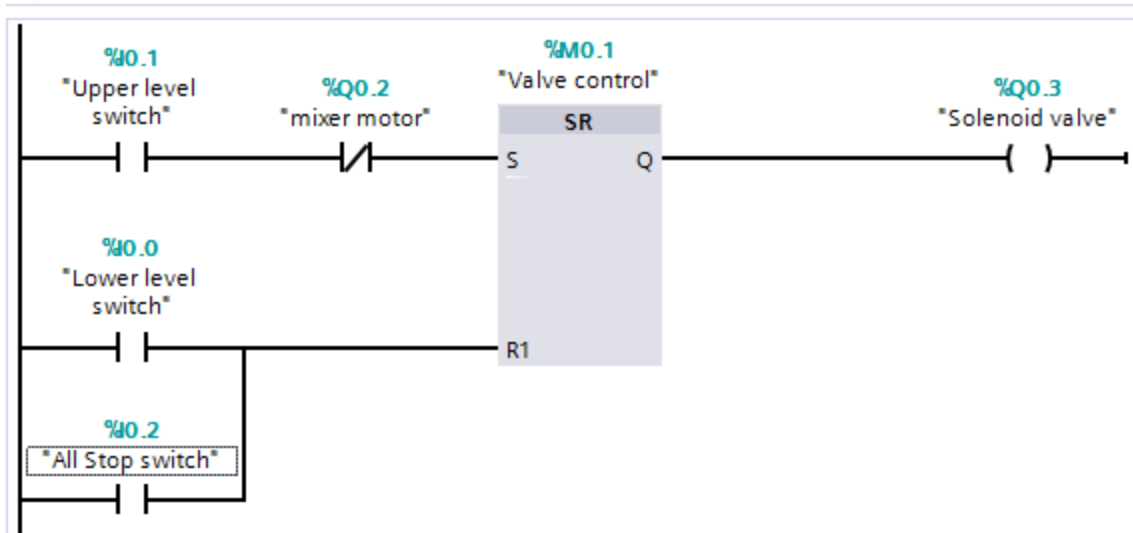 %I0.1
"Upper level
switch"
%Q0.2
"mixer motor"
%M0.1
"Valve control"
SR
S
Q
%Q0.3
"Solenoid valve"
%I0.0
"Lower level
switch"
R1
%I0.2
"All Stop switch"